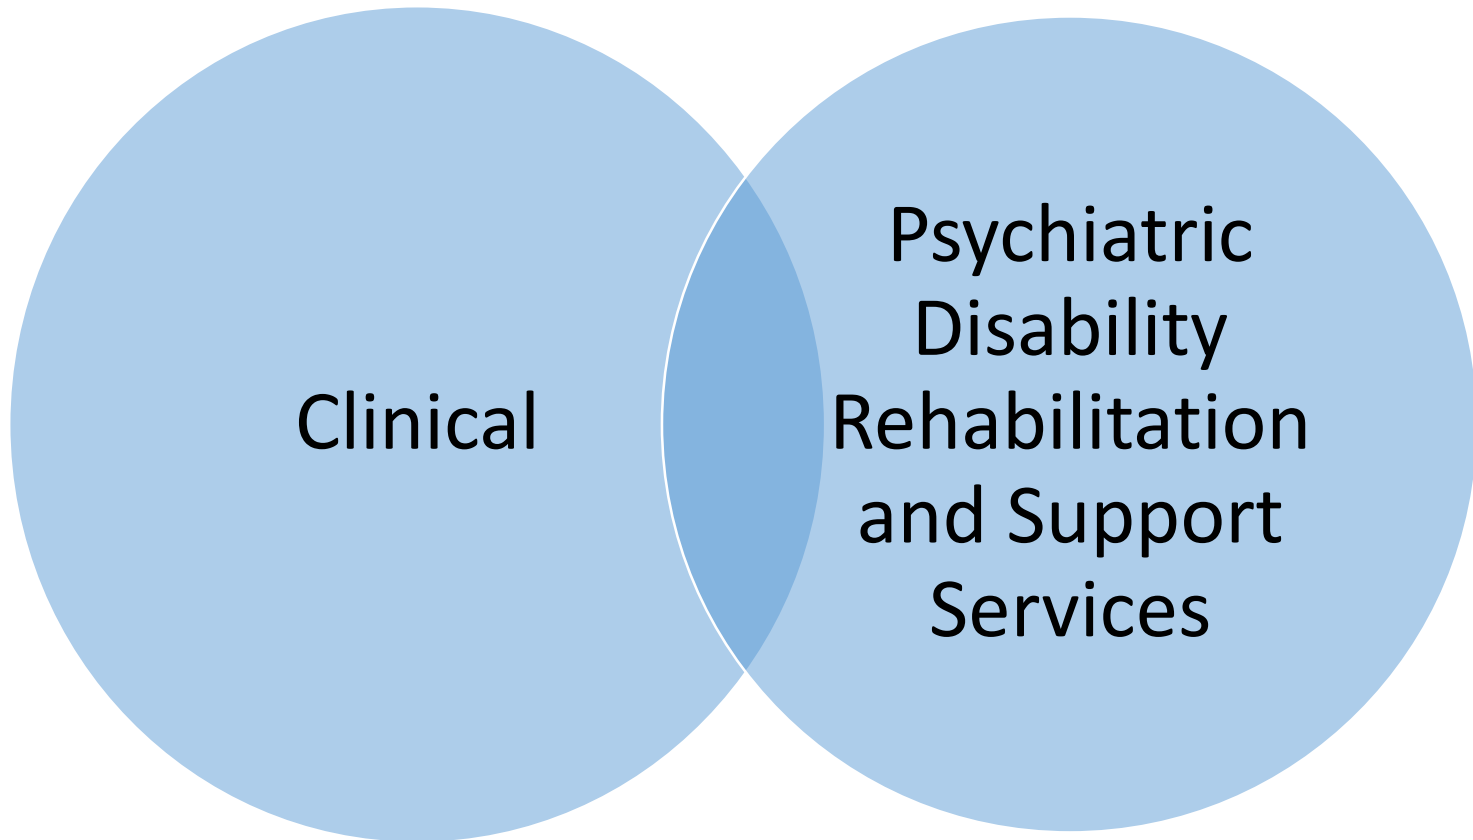 Clinical
Psychiatric
Disability
Rehabilitation
and Support
Services